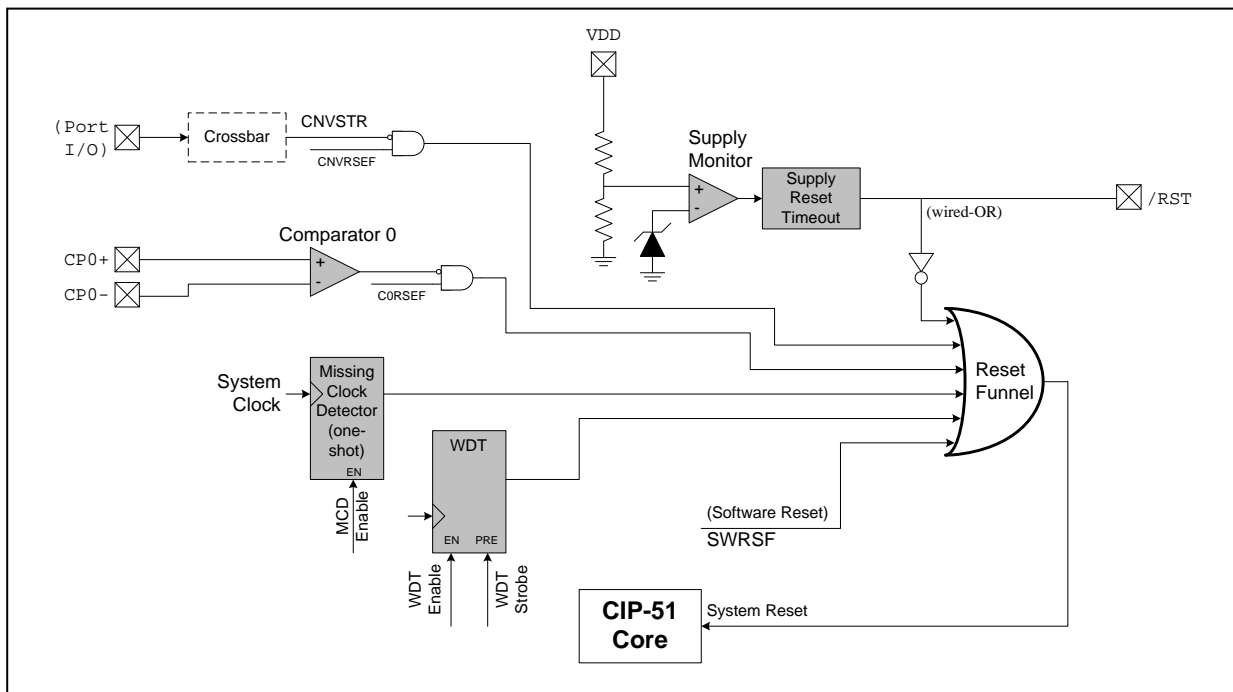 VDD
(Port
I/O)
Crossbar
CNVSTR
CNVRSEF
Supply
Monitor
+
-
Supply
Reset
Timeout
(wired-OR)
/RST
Comparator 0
CP0+
CP0-
+
-
C0RSEF
Reset
Funnel
System
Clock
Missing
Clock
Detector
(one-
shot)
EN
MCD
Enable
WDT
EN
PRE
WDT
Enable
WDT
Strobe
(Software Reset)
SWRSF
CIP-51
Core
System Reset